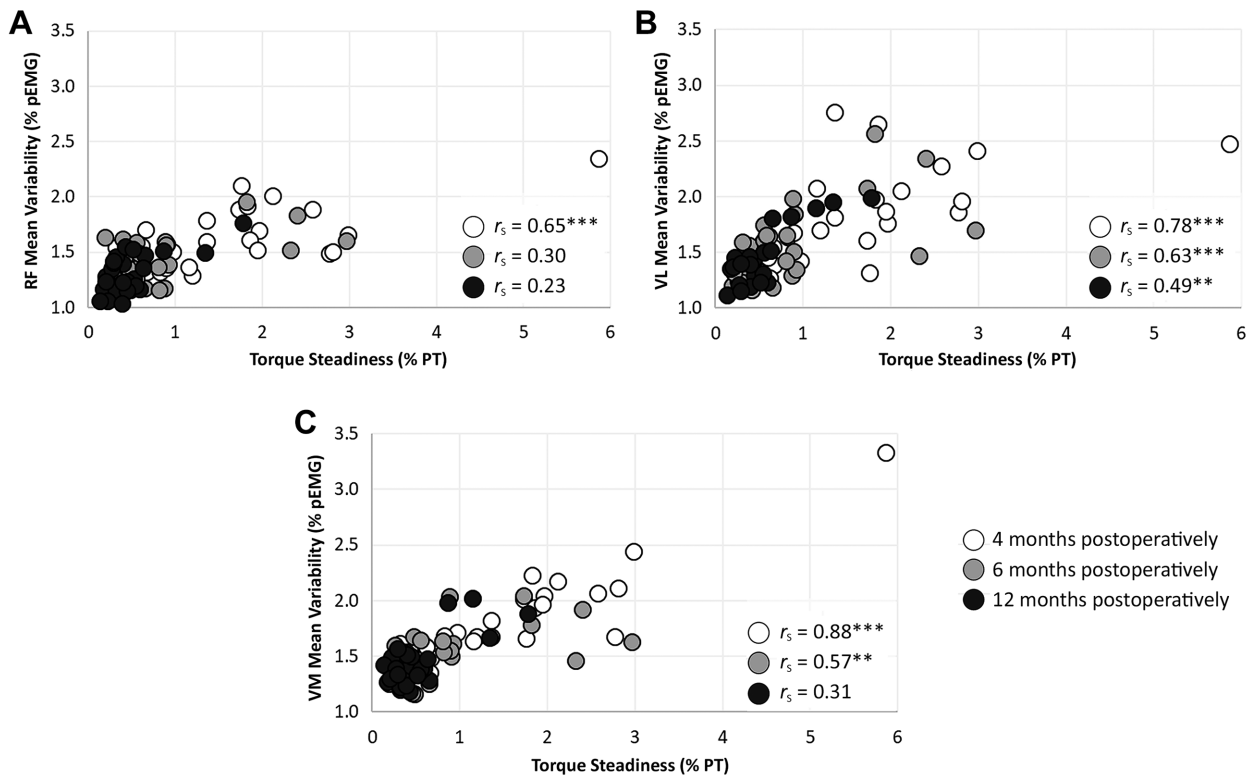 A
3.5
3.0
2.5
2.0
1.5
1.0
RF Mean Variability (% pEMG)
rS = 0.65***
rS = 0.30
rS = 0.23
0 1 2 3 4 5 6
Torque Steadiness (% PT)
B
3.5
3.0
2.5
2.0
1.5
1.0
VL Mean Variability (% pEMG)
rS = 0.78***
rS = 0.63***
rS = 0.49**
0 1 2 3 4 5 6
Torque Steadiness (% PT)
C
3.5
3.0
2.5
2.0
1.5
1.0
VM Mean Variability (% pEMG)
rS = 0.88***
rS = 0.57**
rS = 0.31
0 1 2 3 4 5 6
Torque Steadiness (% PT)
4 months postoperatively
6 months postoperatively
12 months postoperatively